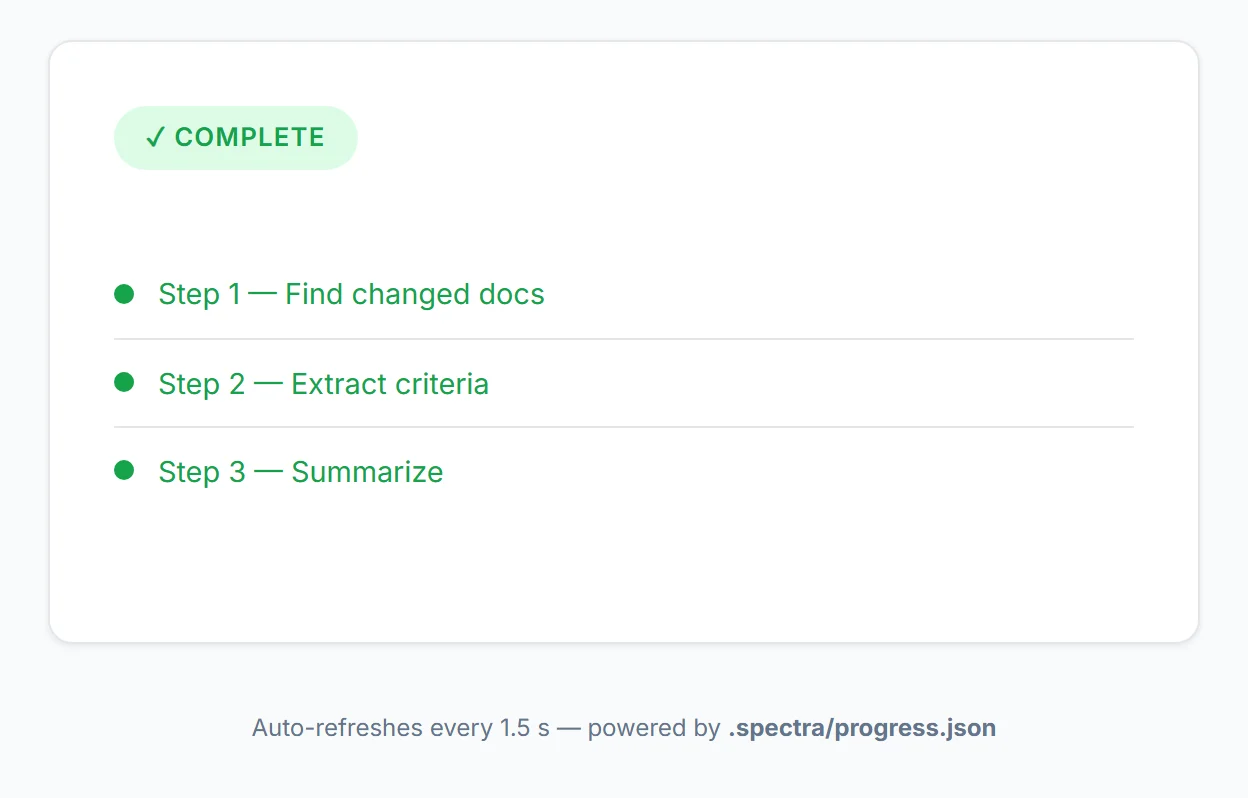 ✓ COMPLETE
Step 1 — Find changed docs
Step 2 — Extract criteria
Step 3 — Summarize
Auto-refreshes every 1.5 s — powered by .spectra/progress.json